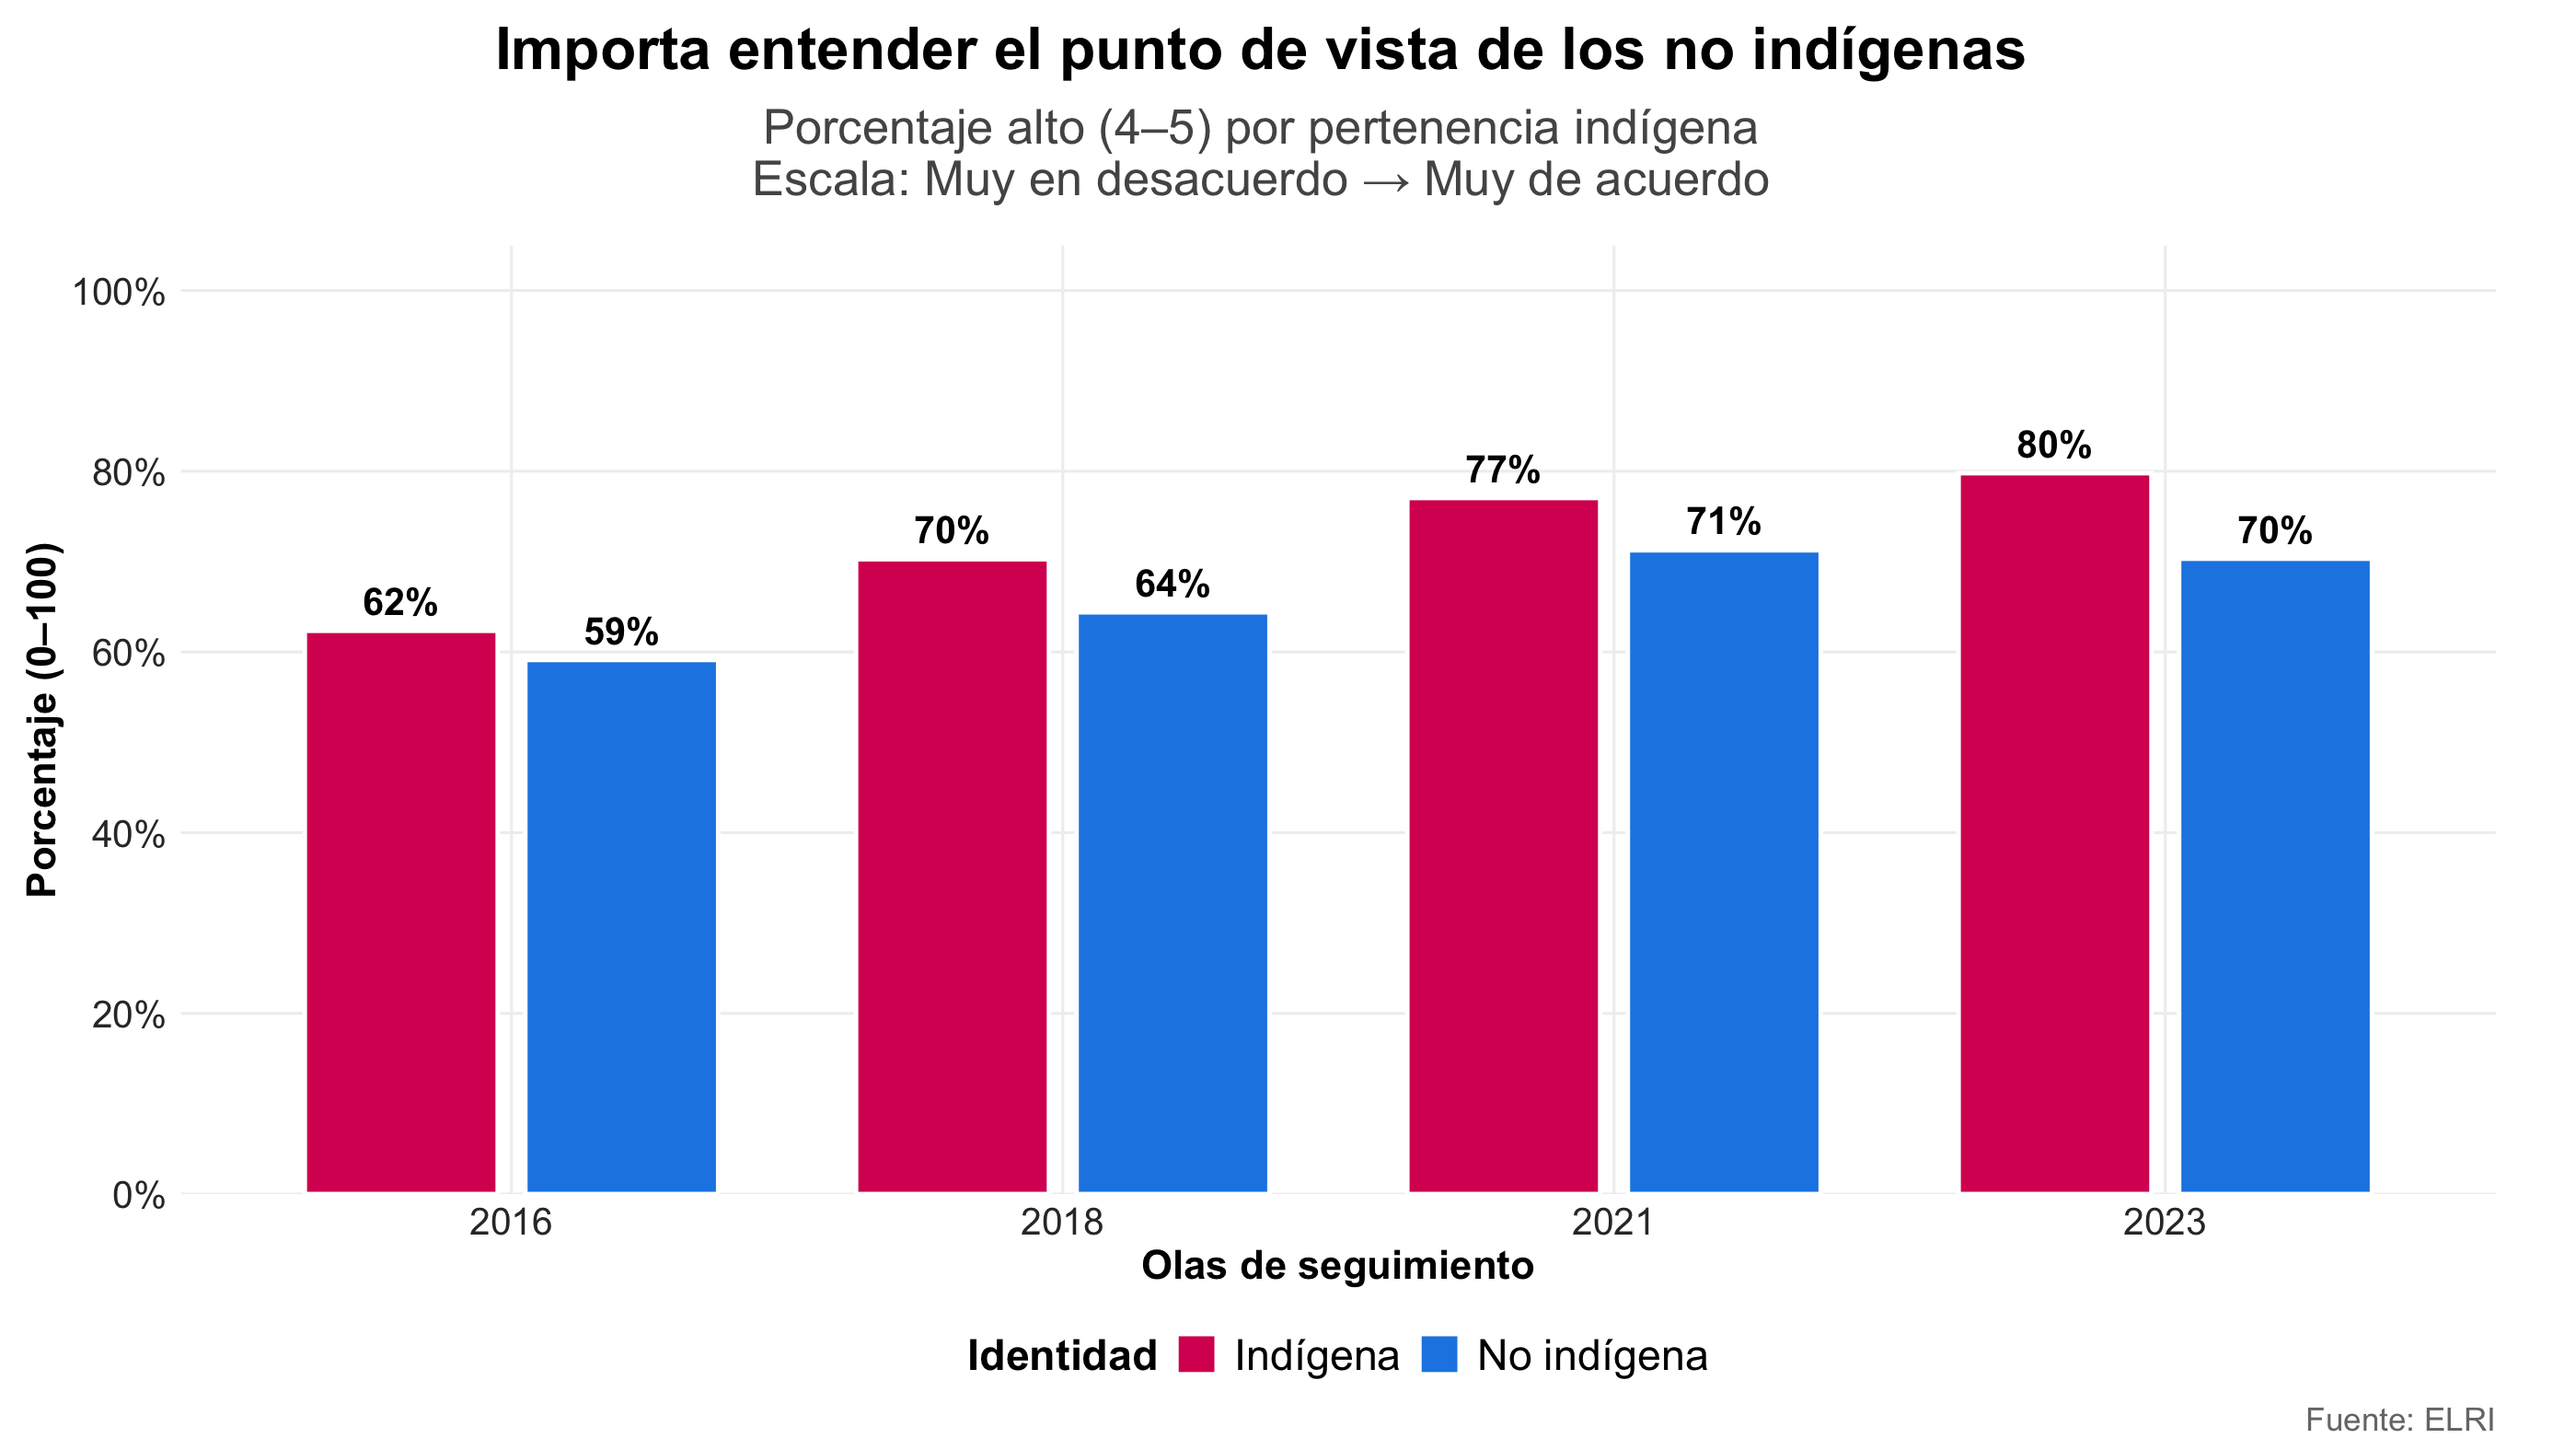 Importa entender el punto de vista de los no indígenas
Porcentaje alto (4–5) por pertenencia indígena
Escala: Muy en desacuerdo → Muy de acuerdo
Porcentaje (0–100)
100%
80%
60%
40%
20%
0%
62%
59%
70%
64%
77%
71%
80%
70%
2016
2018
2021
2023
Olas de seguimiento
Identidad Indígena No indígena
Fuente: ELRI